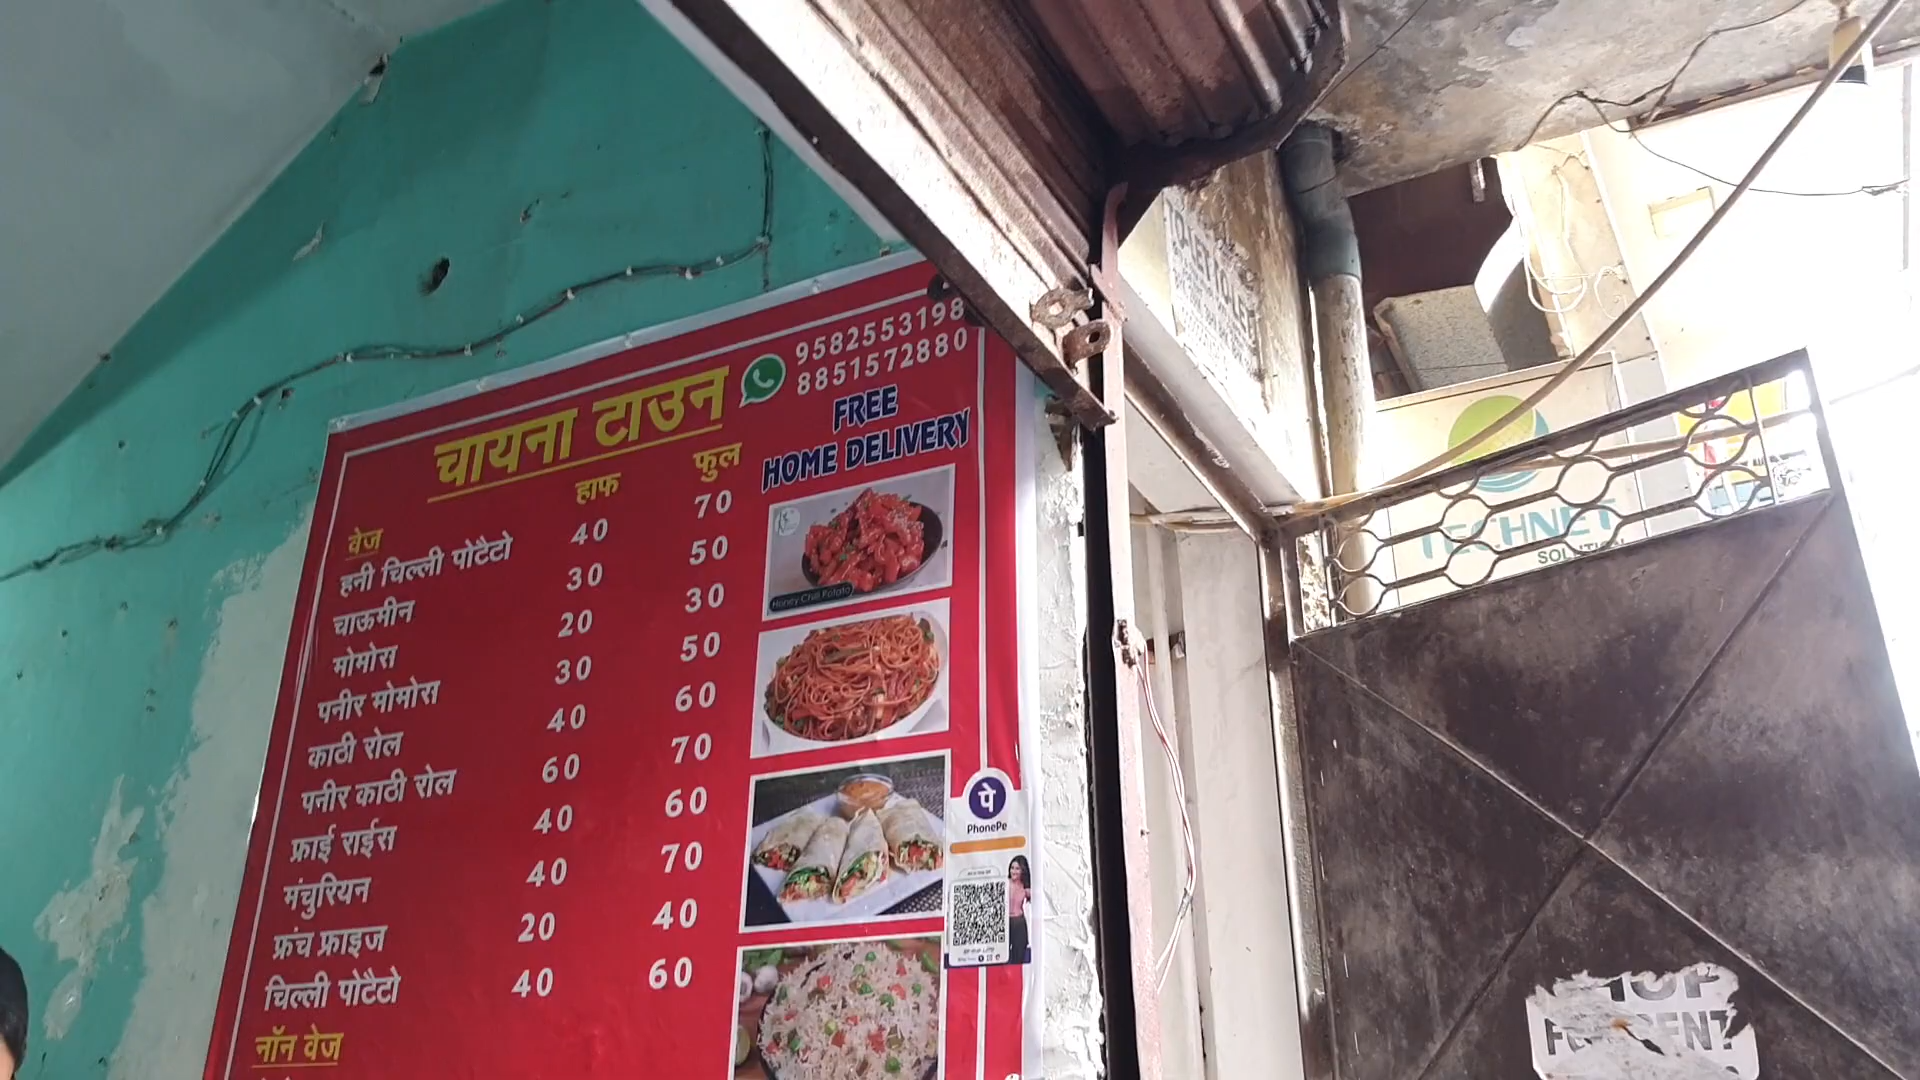 9582553198
8851572880
चायना टाउन
FREE
HOME DELIVERY
हाफ फुल
वेज
हनी चिल्ली पोटैटो 40 70
चाऊमीन 30 50
मोमोस 20 30
पनीर मोमोस 30 50
काठी रोल 40 60
पनीर काठी रोल 60 70
फ्राई राईस 40 60
मंचुरियन 40 70
फ्रंच फ्राइज 20 40
चिल्ली पोटैटो 40 60
नॉन वेज
Honey Chilli Potato
पे
PhonePe
TECHNET
SOLUTION